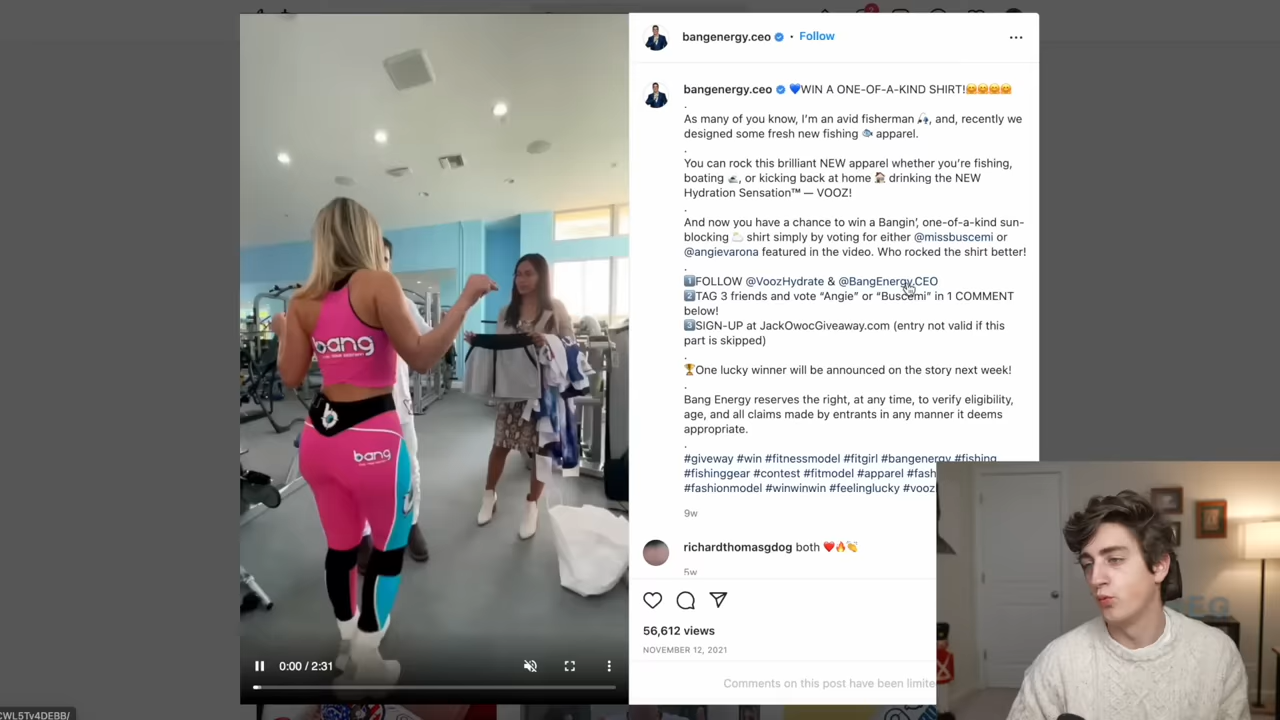 bangenergy.ceo • Follow
bangenergy.ceo 💙WIN A ONE-OF-A-KIND SHIRT!🤗🤗🤗🤗
.
As many of you know, I'm an avid fisherman 🎣, and, recently we
designed some fresh new fishing 🐟 apparel.
.
You can rock this brilliant NEW apparel whether you're fishing,
boating 🛥, or kicking back at home 🏠 drinking the NEW
Hydration Sensation™ — VOOZ!
.
And now you have a chance to win a Bangin', one-of-a-kind sun-
blocking 🌥 shirt simply by voting for either @missbuscemi or
@angievarona featured in the video. Who rocked the shirt better!
.
1️⃣FOLLOW @VoozHydrate & @BangEnergy.CEO
2️⃣TAG 3 friends and vote “Angie” or “Buscemi” in 1 COMMENT
below!
3️⃣SIGN-UP at JackOwocGiveaway.com (entry not valid if this
part is skipped)
.
🏆One lucky winner will be announced on the story next week!
.
Bang Energy reserves the right, at any time, to verify eligibility,
age, and all claims made by entrants in any manner it deems
appropriate.
.
#giveway #win #fitnessmodel #fitgirl #bangenergy #fishing
#fishinggear #contest #fitmodel #apparel #fash
#fashionmodel #winwinwin #feelinglucky #vooz
9w
richardthomasgdog both ❤️🔥👏
5w
56,612 views
NOVEMBER 12, 2021
Comments on this post have been limite
bang
bang
0:00 / 2:31
CWL5Tv4DEBB/